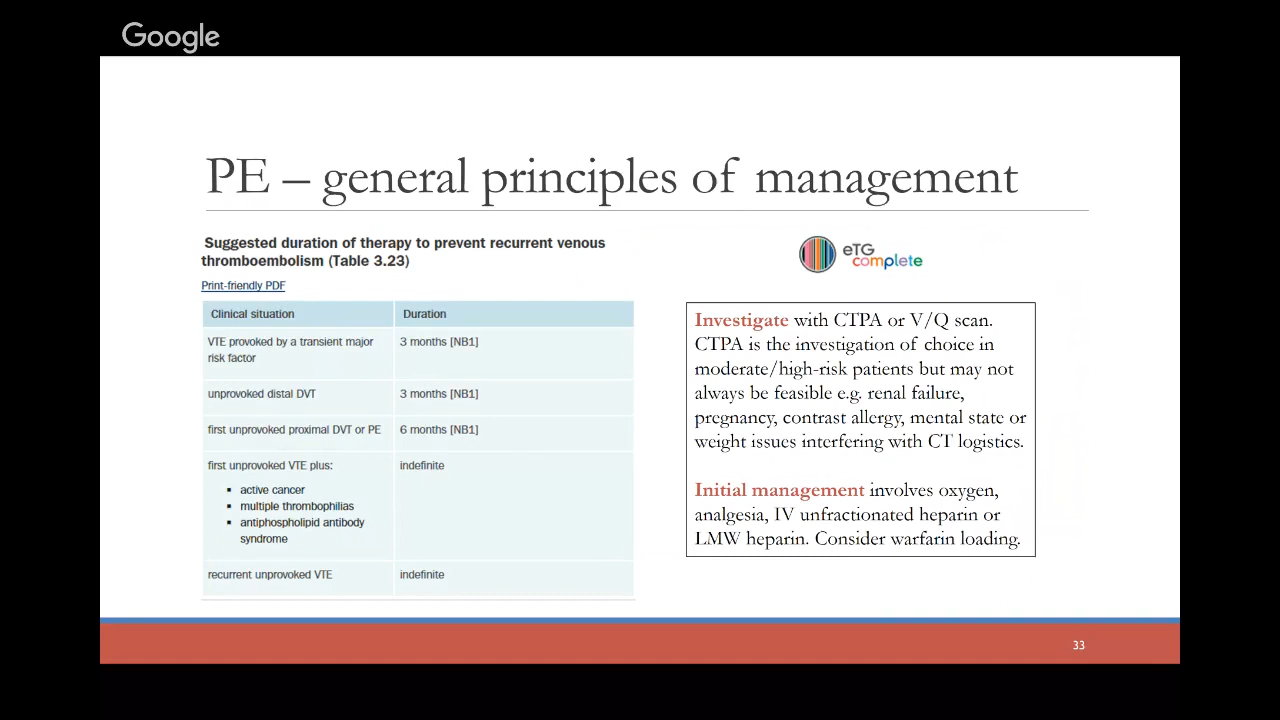 Google
PE – general principles of management
Suggested duration of therapy to prevent recurrent venous
thromboembolism (Table 3.23)
Print-friendly PDF
Clinical situation Duration
VTE provoked by a transient major 3 months [NB1]
risk factor
unprovoked distal DVT 3 months [NB1]
first unprovoked proximal DVT or PE 6 months [NB1]
first unprovoked VTE plus: indefinite
▪ active cancer
▪ multiple thrombophilias
▪ antiphospholipid antibody
syndrome
recurrent unprovoked VTE indefinite
eTG
complete
Investigate with CTPA or V/Q scan.
CTPA is the investigation of choice in
moderate/high-risk patients but may not
always be feasible e.g. renal failure,
pregnancy, contrast allergy, mental state or
weight issues interfering with CT logistics.
Initial management involves oxygen,
analgesia, IV unfractionated heparin or
LMW heparin. Consider warfarin loading.
33